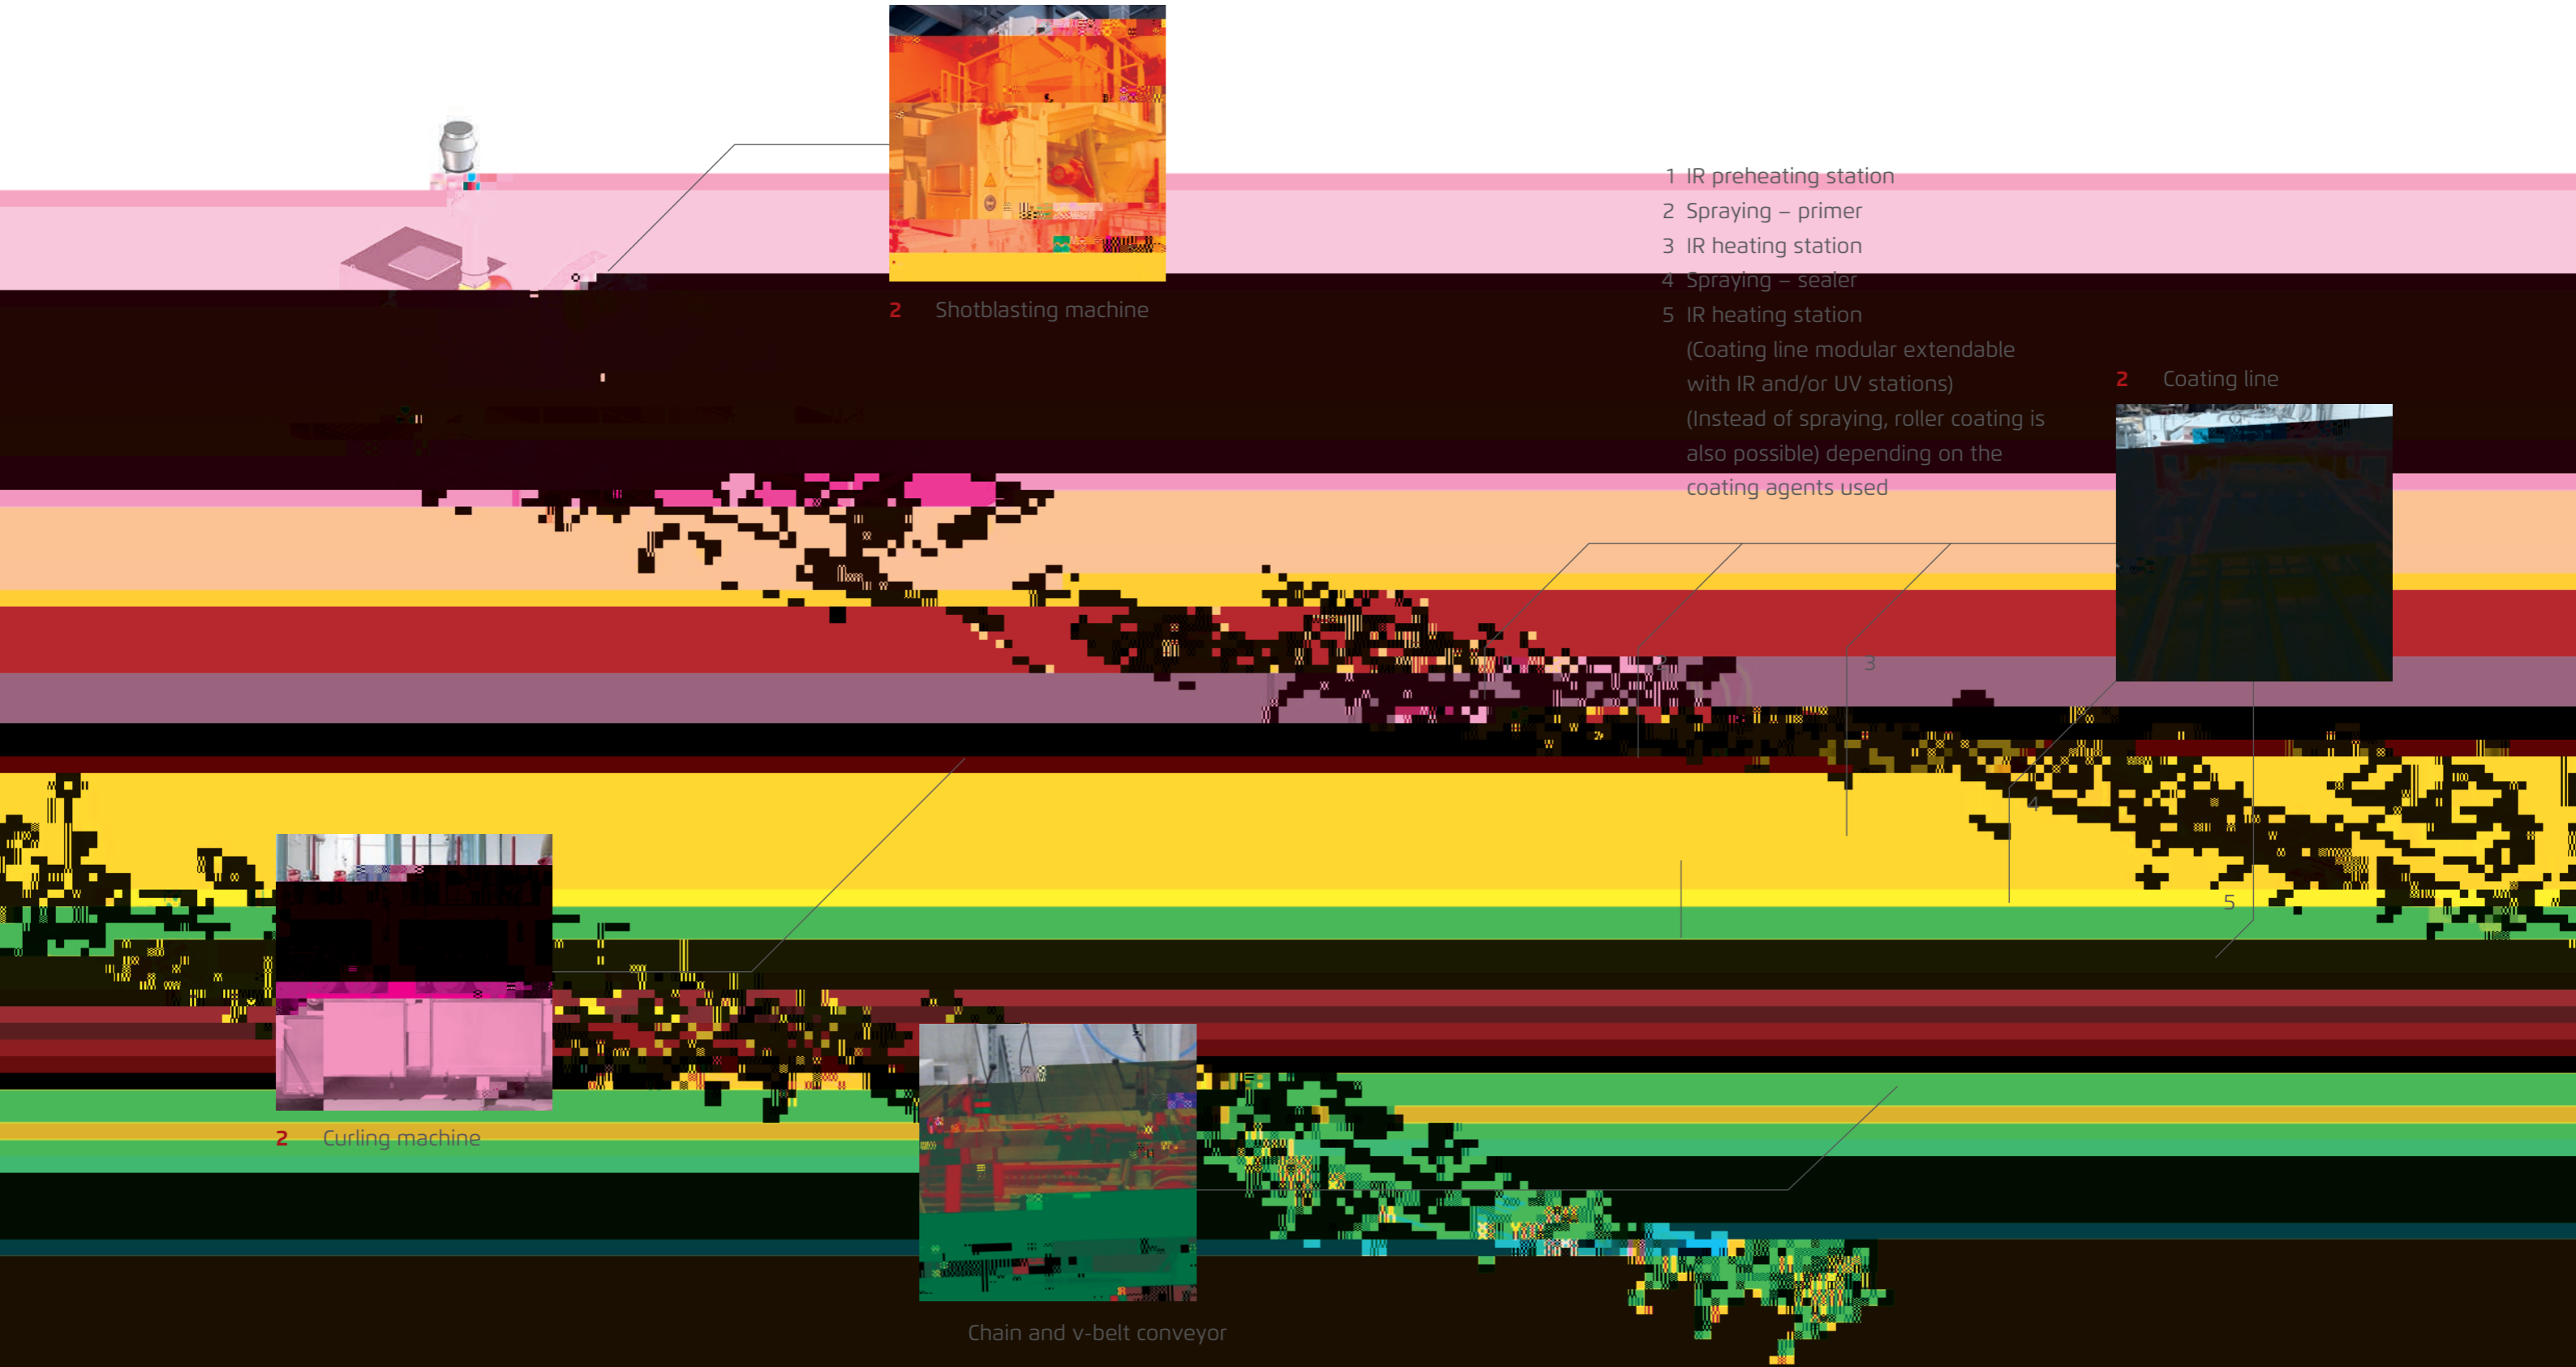 2 Shotblasting machine
1 IR preheating station
2 Spraying – primer
3 IR heating station
4 Spraying – sealer
5 IR heating station
(Coating line modular extendable
with IR and/or UV stations)
(Instead of spraying, roller coating is
also possible) depending on the
coating agents used
2 Coating line
2
3
4
5
2 Curling machine
Chain and v-belt conveyor